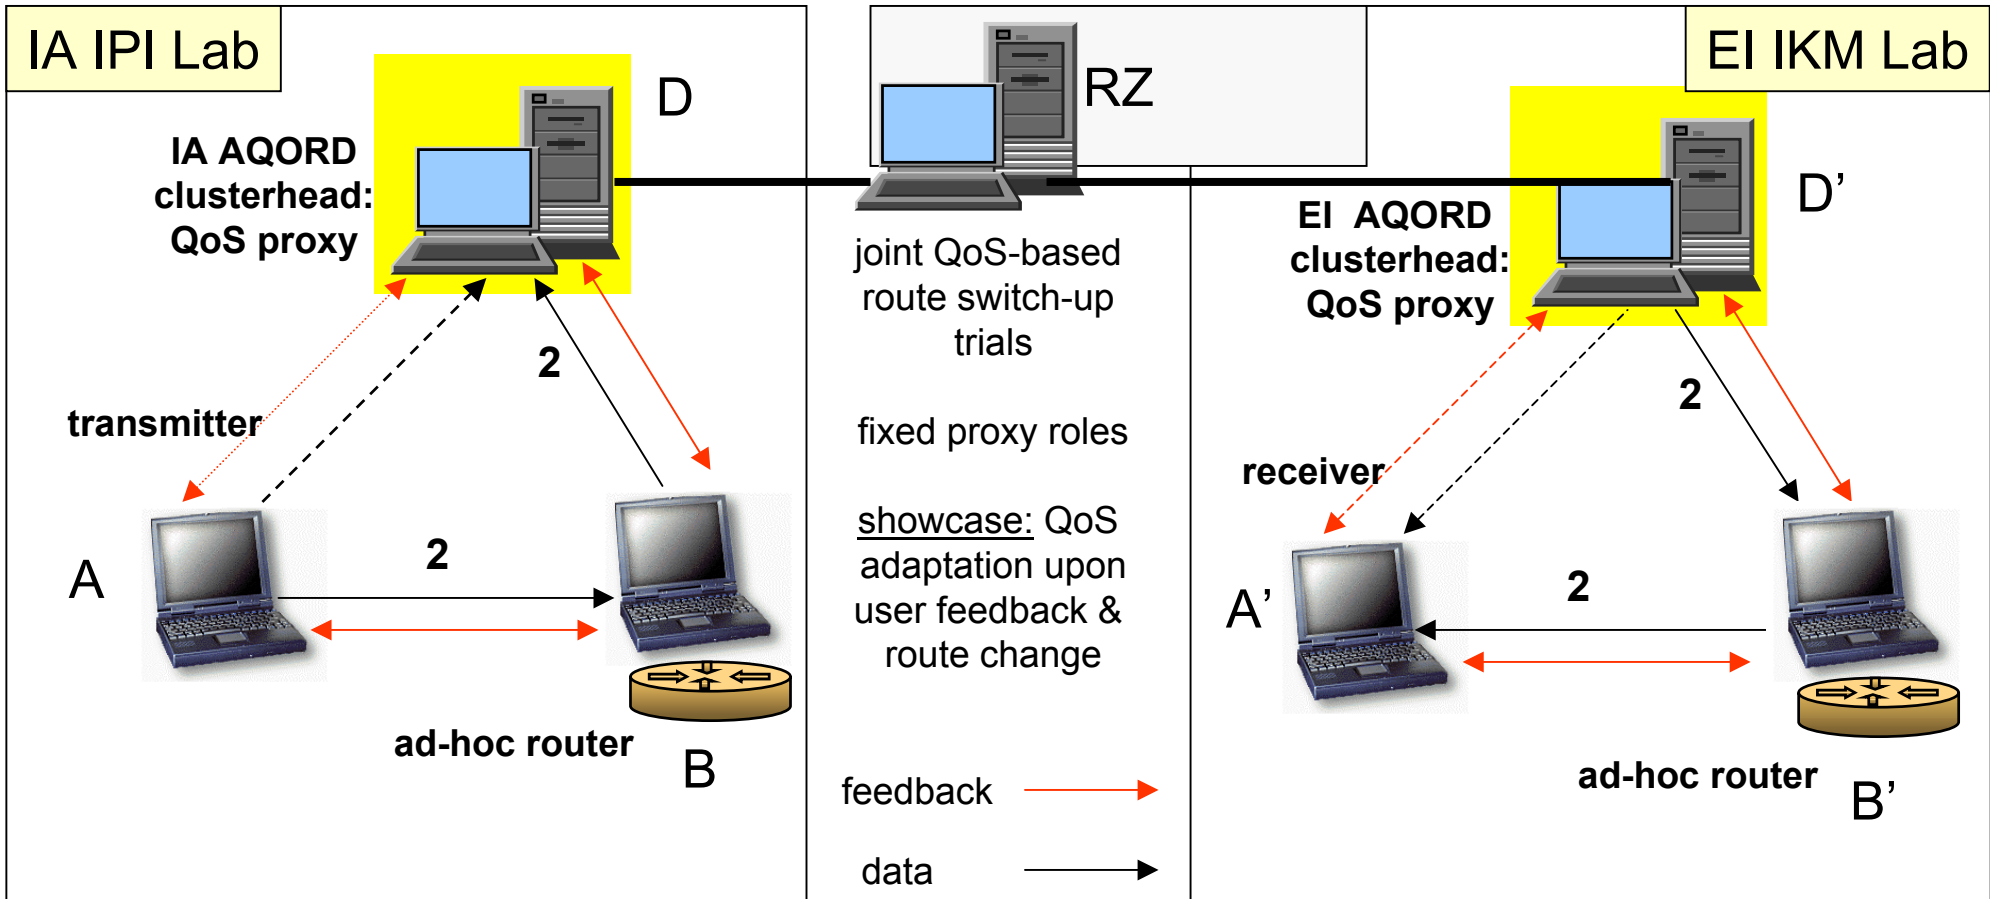 IA IPI Lab
D
IA AQORD
clusterhead:
QoS proxy
2
transmitter
A
2
ad-hoc router
B
RZ
joint QoS-based
route switch-up
trials
fixed proxy roles
showcase: QoS
adaptation upon
user feedback &
route change
feedback
data
EI IKM Lab
D’
EI AQORD
clusterhead:
QoS proxy
2
receiver
A’
2
ad-hoc router
B’